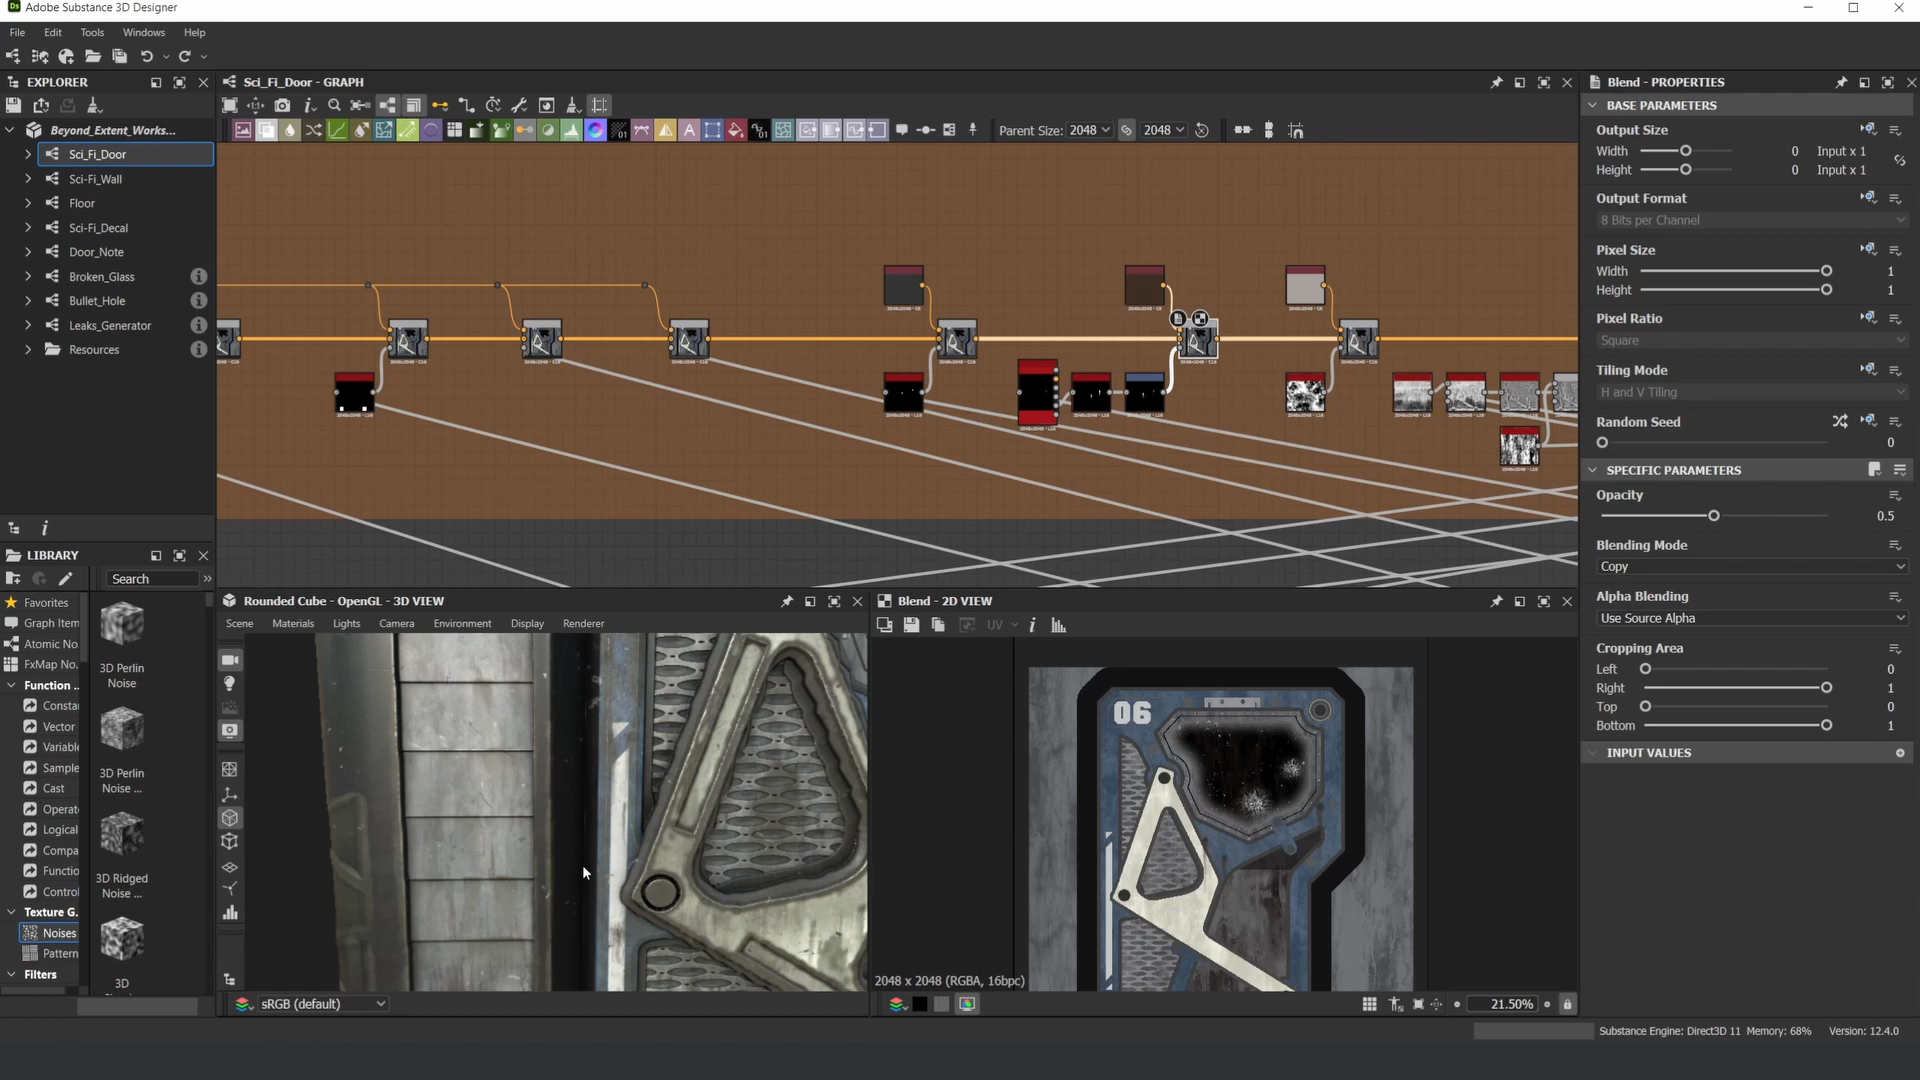 Adobe Substance 3D Designer
File Edit Tools Windows Help
EXPLORER
Beyond_Extent_Works...
Sci_Fi_Door
Sci-Fi_Wall
Floor
Sci-Fi_Decal
Door_Note
Broken_Glass
Bullet_Hole
Leaks_Generator
Resources
LIBRARY
Search
Favorites
Graph Item
Atomic No
FxMap No.
Function ..
Consta
Vector
Variable
Sample
Cast
Operat
Logical
Compa
Functio
Contro
Texture G.
Noises
Pattern
Filters
3D Perlin
Noise
3D Perlin
Noise ...
3D Ridged
Noise ...
3D
Sci_Fi_Door - GRAPH
Parent Size: 2048 2048
Rounded Cube - OpenGL - 3D VIEW
Scene Materials Lights Camera Environment Display Renderer
sRGB (default)
Blend - 2D VIEW
UV
06
2048 x 2048 (RGBA, 16bpc)
21.50%
Blend - PROPERTIES
BASE PARAMETERS
Output Size
Width 0 Input x 1
Height 0 Input x 1
Output Format
8 Bits per Channel
Pixel Size
Width 1
Height 1
Pixel Ratio
Square
Tiling Mode
H and V Tiling
Random Seed
0
SPECIFIC PARAMETERS
Opacity
0.5
Blending Mode
Copy
Alpha Blending
Use Source Alpha
Cropping Area
Left 0
Right 1
Top 0
Bottom 1
INPUT VALUES
Substance Engine: Direct3D 11 Memory: 68% Version: 12.4.0